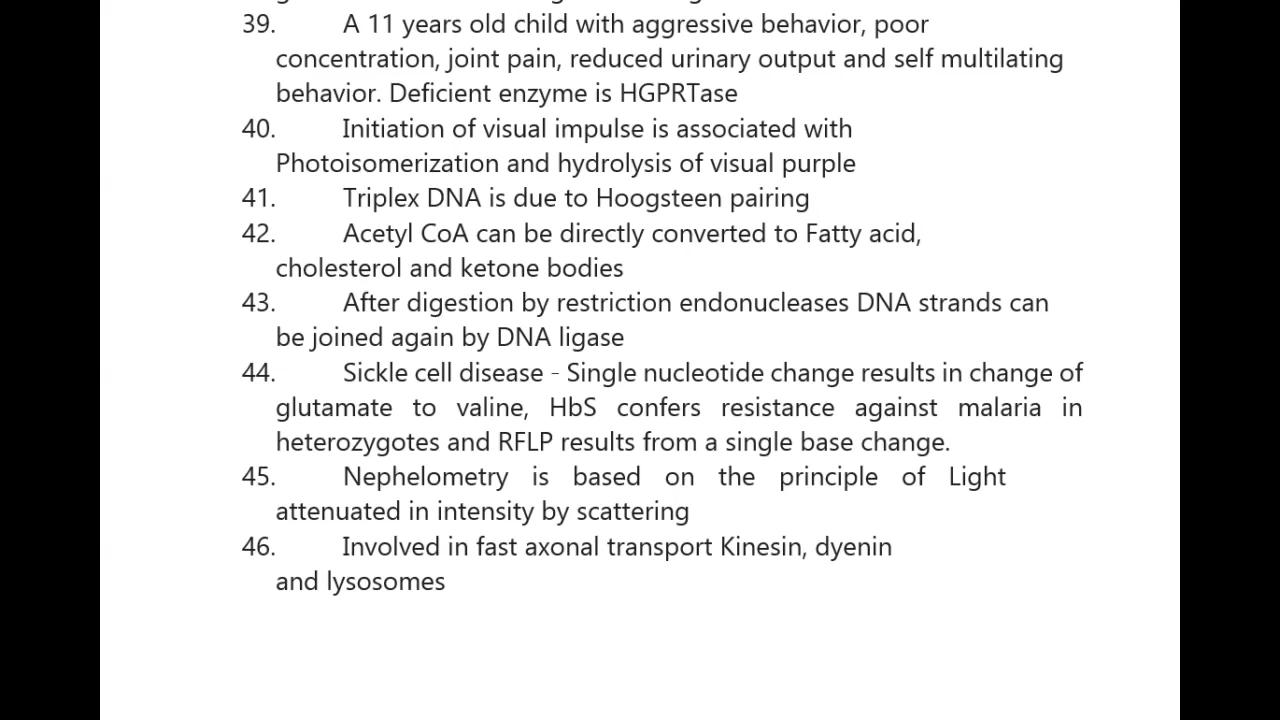 39. A 11 years old child with aggressive behavior, poor
concentration, joint pain, reduced urinary output and self multilating
behavior. Deficient enzyme is HGPRTase
40. Initiation of visual impulse is associated with
Photoisomerization and hydrolysis of visual purple
41. Triplex DNA is due to Hoogsteen pairing
42. Acetyl CoA can be directly converted to Fatty acid,
cholesterol and ketone bodies
43. After digestion by restriction endonucleases DNA strands can
be joined again by DNA ligase
44. Sickle cell disease - Single nucleotide change results in change of
glutamate to valine, HbS confers resistance against malaria in
heterozygotes and RFLP results from a single base change.
45. Nephelometry is based on the principle of Light
attenuated in intensity by scattering
46. Involved in fast axonal transport Kinesin, dyenin
and lysosomes